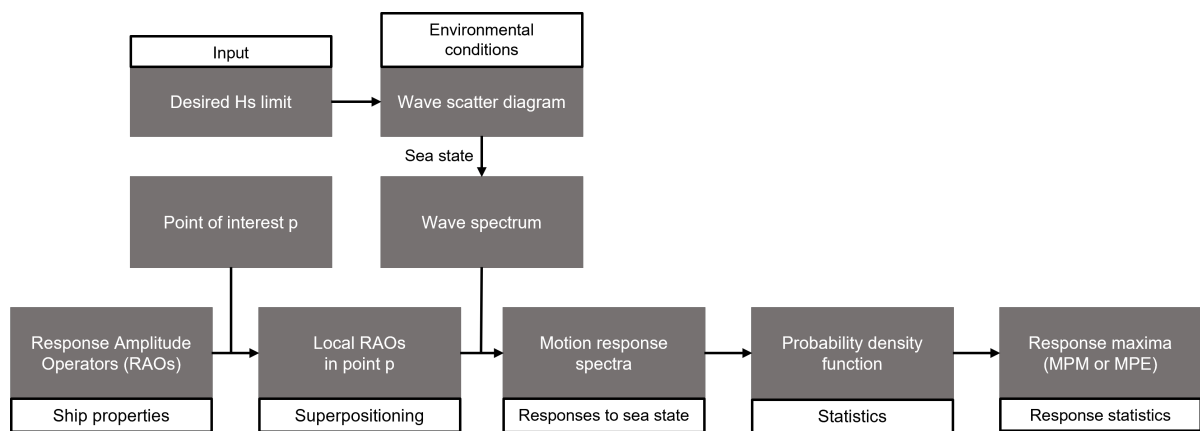 Input
Environmental
conditions
Desired Hs limit
Wave scatter diagram
Sea state
Point of interest p
Wave spectrum
Response Amplitude
Operators (RAOs)
Local RAOs
in point p
Motion response
spectra
Probability density
function
Response maxima
(MPM or MPE)
Ship properties
Superpositioning
Responses to sea state
Statistics
Response statistics